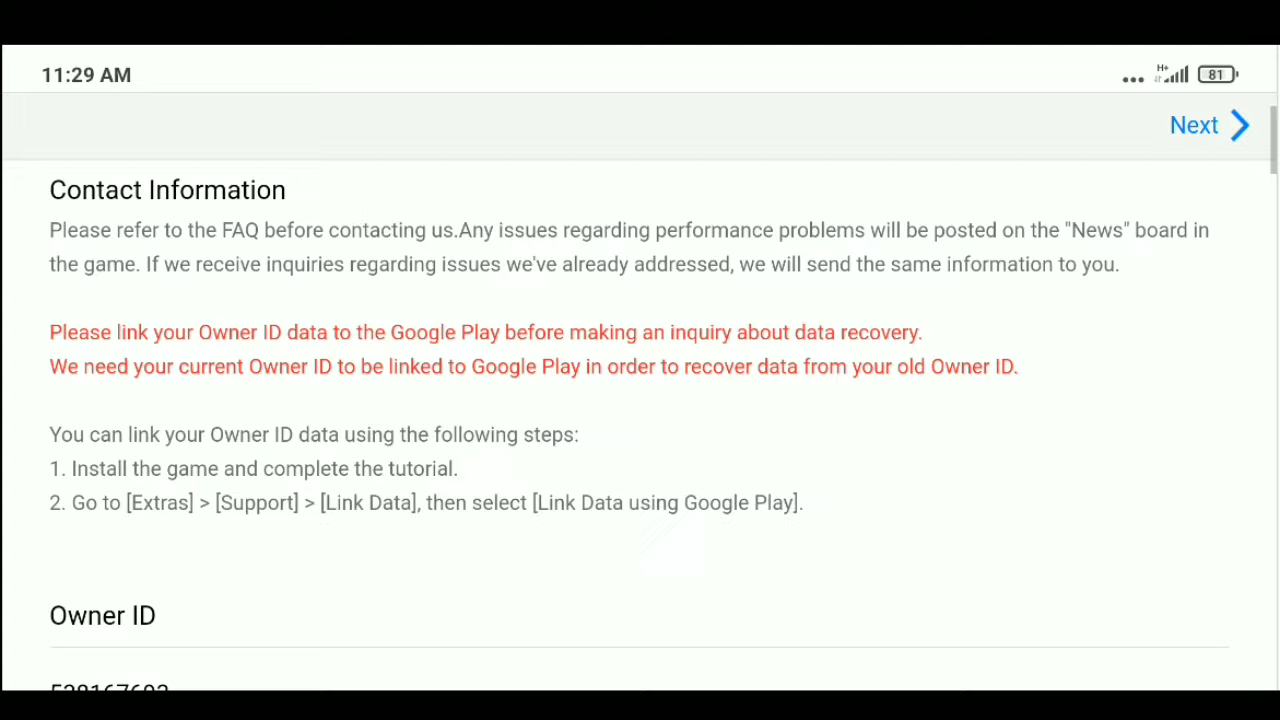 11:29 AM
H+
81
Next
Contact Information
Please refer to the FAQ before contacting us.Any issues regarding performance problems will be posted on the "News" board in
the game. If we receive inquiries regarding issues we've already addressed, we will send the same information to you.
Please link your Owner ID data to the Google Play before making an inquiry about data recovery.
We need your current Owner ID to be linked to Google Play in order to recover data from your old Owner ID.
You can link your Owner ID data using the following steps:
1. Install the game and complete the tutorial.
2. Go to [Extras] > [Support] > [Link Data], then select [Link Data using Google Play].
Owner ID